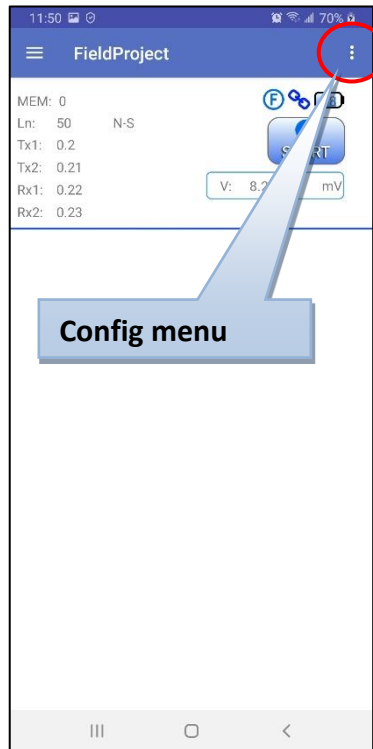 11:50 70%
FieldProject
MEM: 0
Ln: 50 N-S
Tx1: 0.2
Tx2: 0.21
Rx1: 0.22
Rx2: 0.23
F
V: mV
Config menu